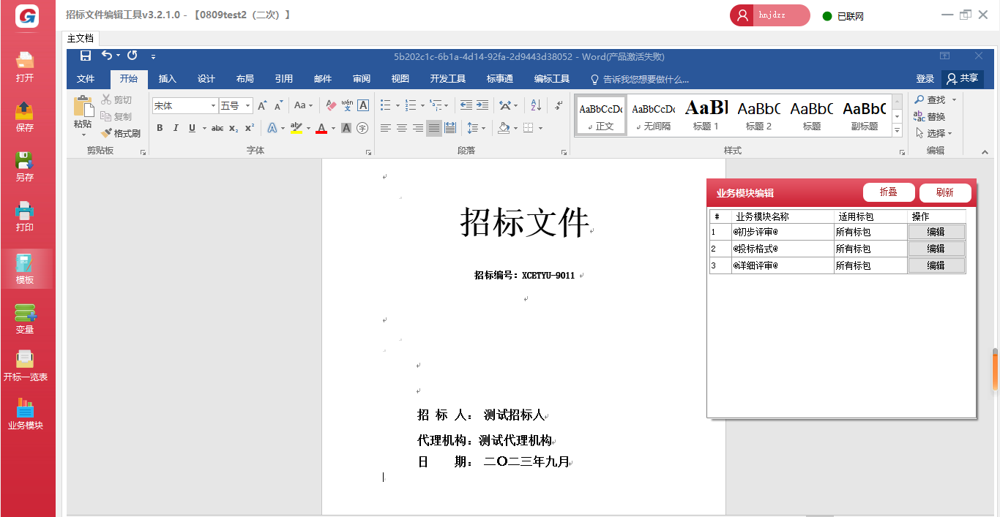 招标文件编辑工具v3.2.1.0 - 【0809test2（二次）】
hnjdzz
已联网
主文档
5b202c1c-6b1a-4d14-92fa-2d9443d38052 - Word(产品激活失败)
文件 开始 插入 设计 布局 引用 邮件 审阅 视图 开发工具 标事通 编标工具 告诉我您想要做什么... 登录 共享
打开
保存
另存
打印
模板
变量
开标一览表
业务模块
粘贴
剪切
复制
格式刷
剪贴板
宋体 五号
Aa
wén
文
A
B I U abc x₂ x²
A
ab
A
A
字
字体
段落
AaBbCcDc AaBbCcDc AaBl AaBbC AaBbC AaBbC
正文 无间隔 标题 1 标题 2 标题 副标题
样式
查找
替换
选择
编辑
招标文件
招标编号：XCBTYU-9011
招 标 人： 测试招标人
代理机构：测试代理机构
日 期： 二〇二三年九月
业务模块编辑 折叠 刷新
# 业务模块名称 适用标包 操作
1 @初步评审@ 所有标包 编辑
2 @投标格式@ 所有标包 编辑
3 @详细评审@ 所有标包 编辑